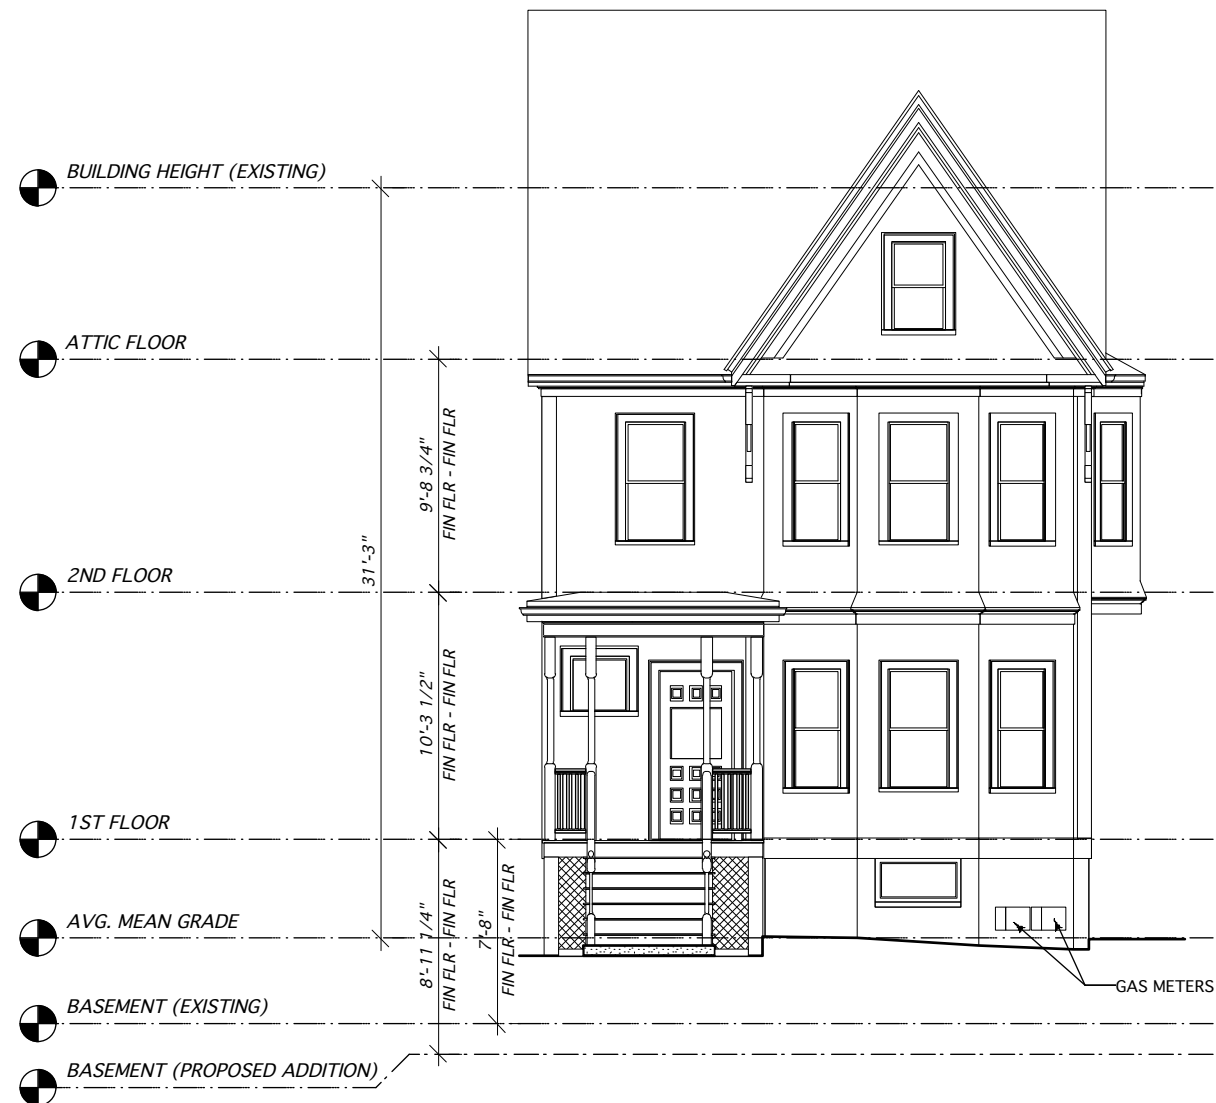 BUILDING HEIGHT (EXISTING)
ATTIC FLOOR
9'-8 3/4"
FIN FLR - FIN FLR
31'-3"
2ND FLOOR
10'-3 1/2"
FIN FLR - FIN FLR
1ST FLOOR
8'-11 1/4"
FIN FLR - FIN FLR
7'-8"
FIN FLR - FIN FLR
AVG. MEAN GRADE
GAS METERS
BASEMENT (EXISTING)
BASEMENT (PROPOSED ADDITION)